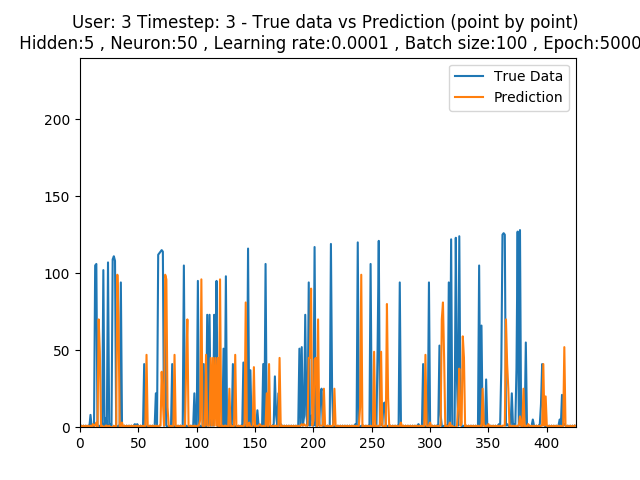 User: 3 Timestep: 3 - True data vs Prediction (point by point)
Hidden:5 , Neuron:50 , Learning rate:0.0001 , Batch size:100 , Epoch:5000
True Data
Prediction
200
150
100
50
0
0 50 100 150 200 250 300 350 400